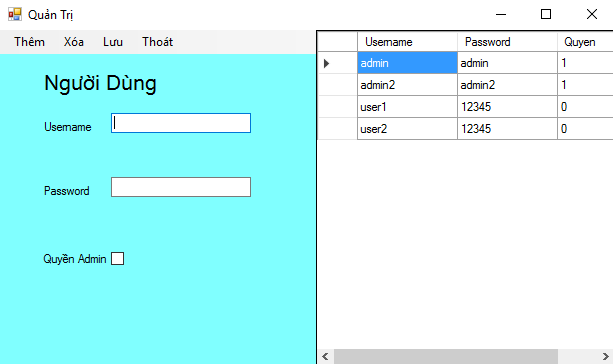 Quản Trị
Thêm Xóa Lưu Thoát
Người Dùng
Username
Password
Quyền Admin
Username Password Quyen
admin admin 1
admin2 admin2 1
user1 12345 0
user2 12345 0